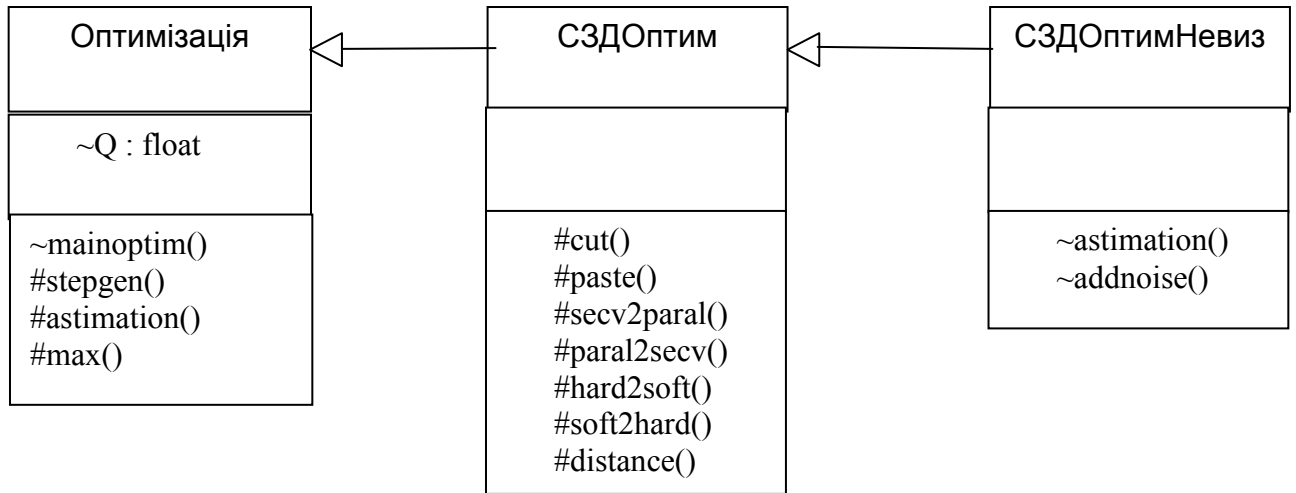 Оптимізація
~Q : float
~mainoptim()
#stepgen()
#astimation()
#max()
СЗДОптим
#cut()
#paste()
#secv2paral()
#paral2secv()
#hard2soft()
#soft2hard()
#distance()
СЗДОптимНевиз
~astimation()
~addnoise()